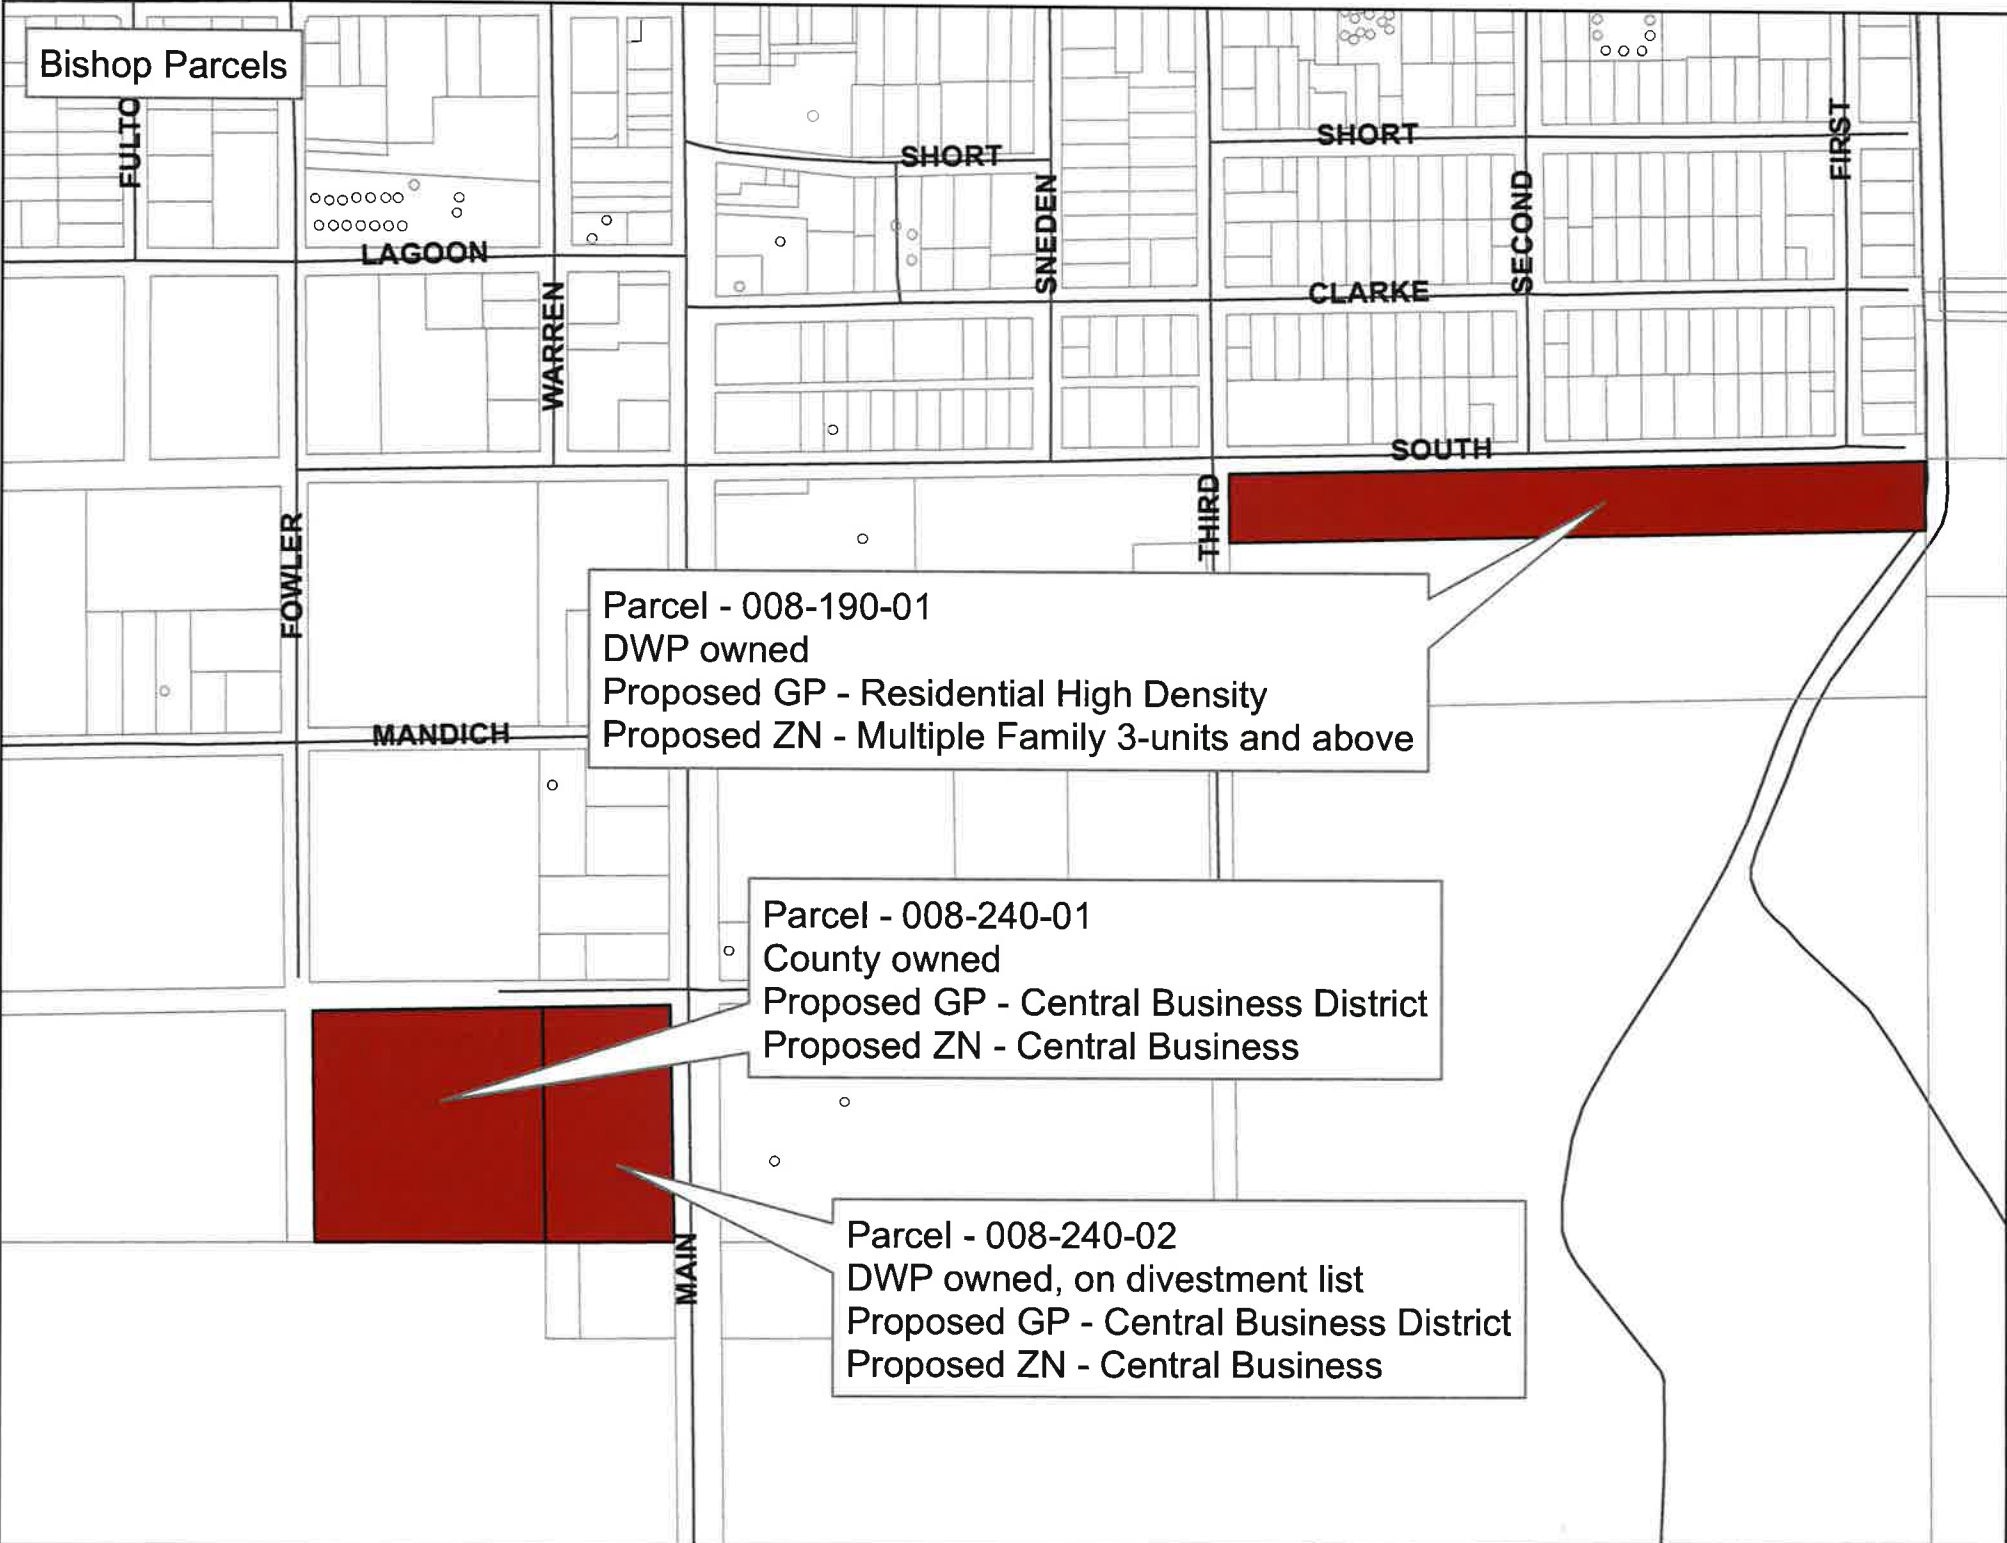 Bishop Parcels
FULTO
FIRST
SHORT
SHORT
SECOND
SNEDEN
LAGOON
WARREN
CLARKE
SOUTH
THIRD
FOWLER
Parcel - 008-190-01
DWP owned
Proposed GP - Residential High Density
Proposed ZN - Multiple Family 3-units and above
MANDICH
Parcel - 008-240-01
County owned
Proposed GP - Central Business District
Proposed ZN - Central Business
Parcel - 008-240-02
DWP owned, on divestment list
Proposed GP - Central Business District
Proposed ZN - Central Business
MAIN